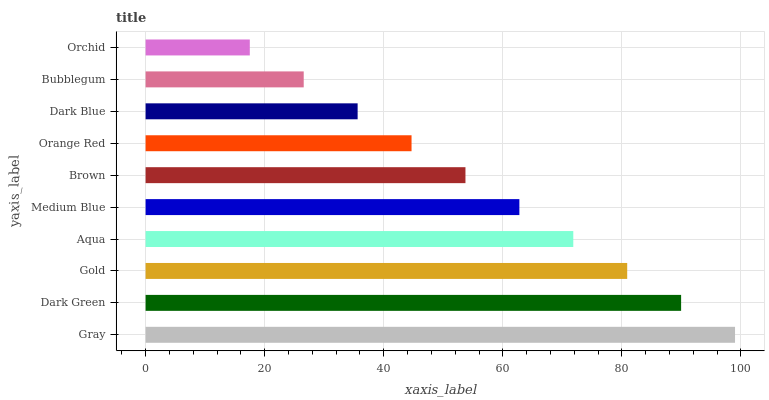 title
Orchid
Bubblegum
Dark Blue
Orange Red
Brown
Medium Blue
Aqua
Gold
Dark Green
Gray
yaxis_label
0 20 40 60 80 100
xaxis_label